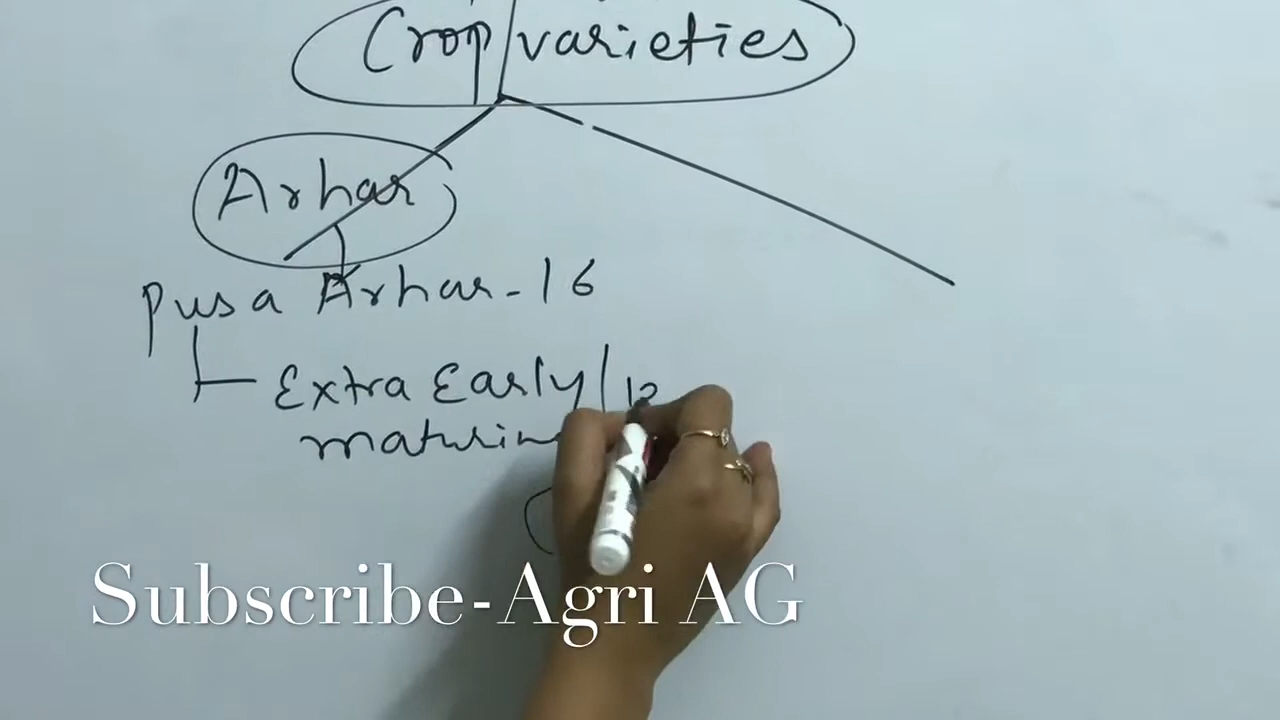 Crop varieties
Arhar
Pusa Arhar-16
Extra Early
Subscribe-Agri AG